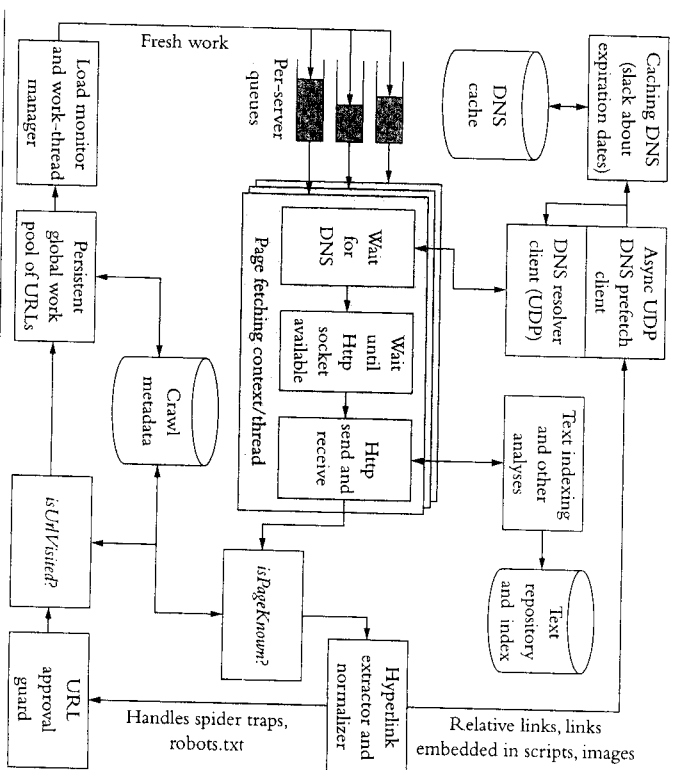 Caching DNS
(slack about
expiration dates)
DNS
cache
Async UDP
DNS prefetch
client
DNS resolver
client (UDP)
Text indexing
and other
analyses
Text
repository
and index
Relative links, links
embedded in scripts, images
Per-server
queues
Wait
for
DNS
Wait
until
Http
socket
available
Http
send and
receive
Page fetching context/thread
isPageKnown?
Hyperlink
extractor and
normalizer
Fresh work
Handles spider traps,
robots.txt
Load monitor
and work-thread
manager
Persistent
global work
pool of URLs
Crawl
metadata
isUrlVisited?
URL
approval
guard